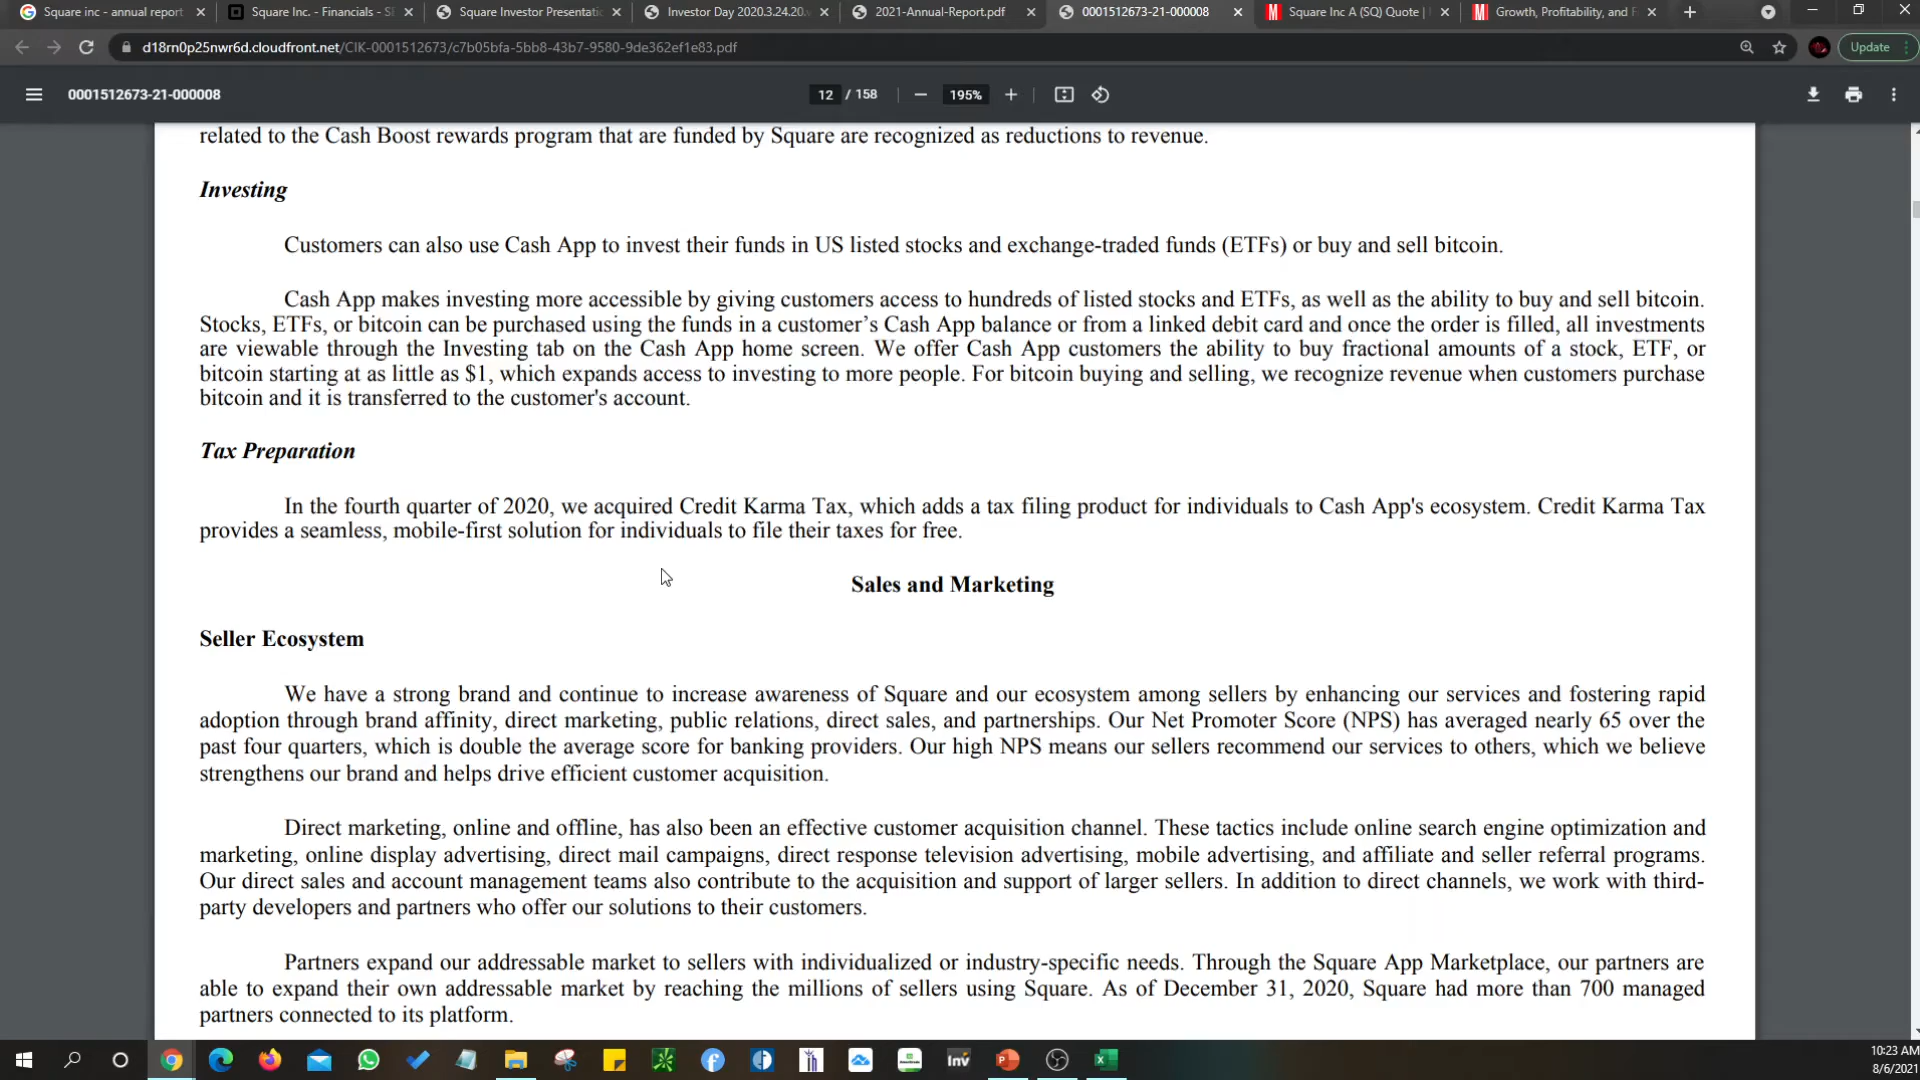 Square inc - annual report
Square Inc. - Financials - SE
Square Investor Presentatio
Investor Day 2020.3.24.20.v
2021-Annual-Report.pdf
0001512673-21-000008
Square Inc A (SQ) Quote |
Growth, Profitability, and F
d18rn0p25nwr6d.cloudfront.net/CIK-0001512673/c7b05bfa-5bb8-43b7-9580-9de362ef1e83.pdf
Update
0001512673-21-000008
12 / 158
195%
related to the Cash Boost rewards program that are funded by Square are recognized as reductions to revenue.
Investing
Customers can also use Cash App to invest their funds in US listed stocks and exchange-traded funds (ETFs) or buy and sell bitcoin.
Cash App makes investing more accessible by giving customers access to hundreds of listed stocks and ETFs, as well as the ability to buy and sell bitcoin.
Stocks, ETFs, or bitcoin can be purchased using the funds in a customer’s Cash App balance or from a linked debit card and once the order is filled, all investments
are viewable through the Investing tab on the Cash App home screen. We offer Cash App customers the ability to buy fractional amounts of a stock, ETF, or
bitcoin starting at as little as $1, which expands access to investing to more people. For bitcoin buying and selling, we recognize revenue when customers purchase
bitcoin and it is transferred to the customer's account.
Tax Preparation
In the fourth quarter of 2020, we acquired Credit Karma Tax, which adds a tax filing product for individuals to Cash App's ecosystem. Credit Karma Tax
provides a seamless, mobile-first solution for individuals to file their taxes for free.
Sales and Marketing
Seller Ecosystem
We have a strong brand and continue to increase awareness of Square and our ecosystem among sellers by enhancing our services and fostering rapid
adoption through brand affinity, direct marketing, public relations, direct sales, and partnerships. Our Net Promoter Score (NPS) has averaged nearly 65 over the
past four quarters, which is double the average score for banking providers. Our high NPS means our sellers recommend our services to others, which we believe
strengthens our brand and helps drive efficient customer acquisition.
Direct marketing, online and offline, has also been an effective customer acquisition channel. These tactics include online search engine optimization and
marketing, online display advertising, direct mail campaigns, direct response television advertising, mobile advertising, and affiliate and seller referral programs.
Our direct sales and account management teams also contribute to the acquisition and support of larger sellers. In addition to direct channels, we work with third-
party developers and partners who offer our solutions to their customers.
Partners expand our addressable market to sellers with individualized or industry-specific needs. Through the Square App Marketplace, our partners are
able to expand their own addressable market by reaching the millions of sellers using Square. As of December 31, 2020, Square had more than 700 managed
partners connected to its platform.
Inv
10:23 AM
8/6/2021